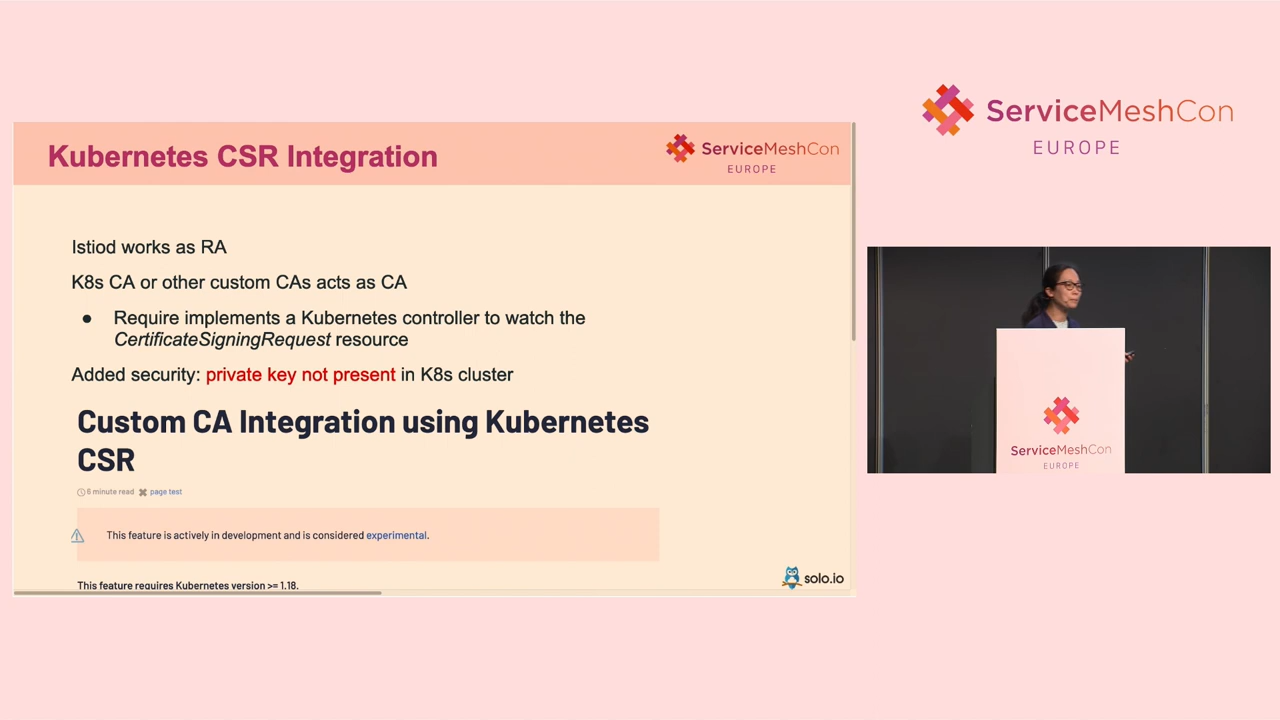 Kubernetes CSR Integration
ServiceMeshCon
EUROPE
Istiod works as RA
K8s CA or other custom CAs acts as CA
● Require implements a Kubernetes controller to watch the
CertificateSigningRequest resource
Added security: private key not present in K8s cluster
Custom CA Integration using Kubernetes
CSR
6 minute read page test
This feature is actively in development and is considered experimental.
This feature requires Kubernetes version >= 1.18.
solo.io
ServiceMeshCon
EUROPE
ServiceMeshCon
EUROPE